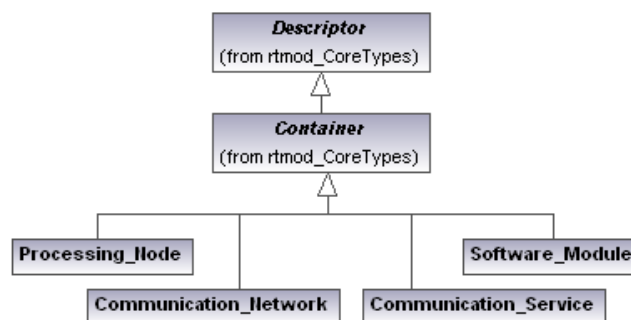 Descriptor
(from rtmod_CoreTypes)
Container
(from rtmod_CoreTypes)
Processing_Node
Software_Module
Communication_Network
Communication_Service